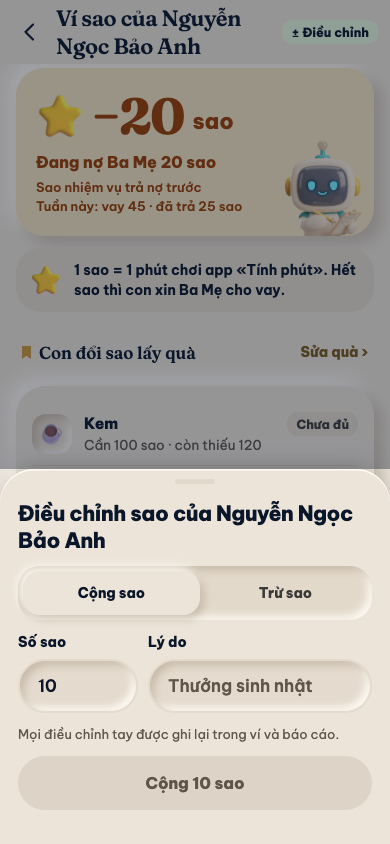 Ví sao của Nguyễn
Ngọc Bảo Anh
± Điều chỉnh
−20 sao
Đang nợ Ba Mẹ 20 sao
Sao nhiệm vụ trả nợ trước
Tuần này: vay 45 · đã trả 25 sao
1 sao = 1 phút chơi app «Tính phút». Hết
sao thì con xin Ba Mẹ cho vay.
Con đổi sao lấy quà
Sửa quà ›
Kem
Chưa đủ
Cần 100 sao · còn thiếu 120
Điều chỉnh sao của Nguyễn Ngọc
Bảo Anh
Cộng sao
Trừ sao
Số sao
Lý do
10
Thưởng sinh nhật
Mọi điều chỉnh tay được ghi lại trong ví và báo cáo.
Cộng 10 sao